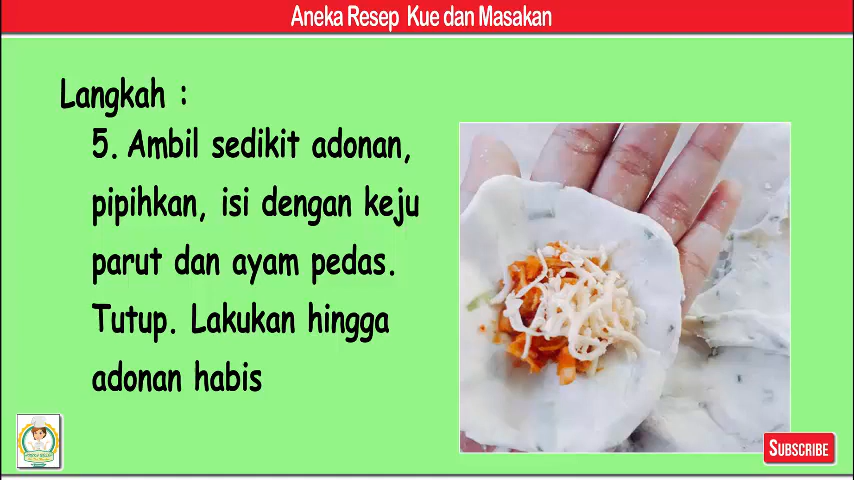 Aneka Resep Kue dan Masakan
Langkah :
5. Ambil sedikit adonan,
pipihkan, isi dengan keju
parut dan ayam pedas.
Tutup. Lakukan hingga
adonan habis
SUBSCRIBE